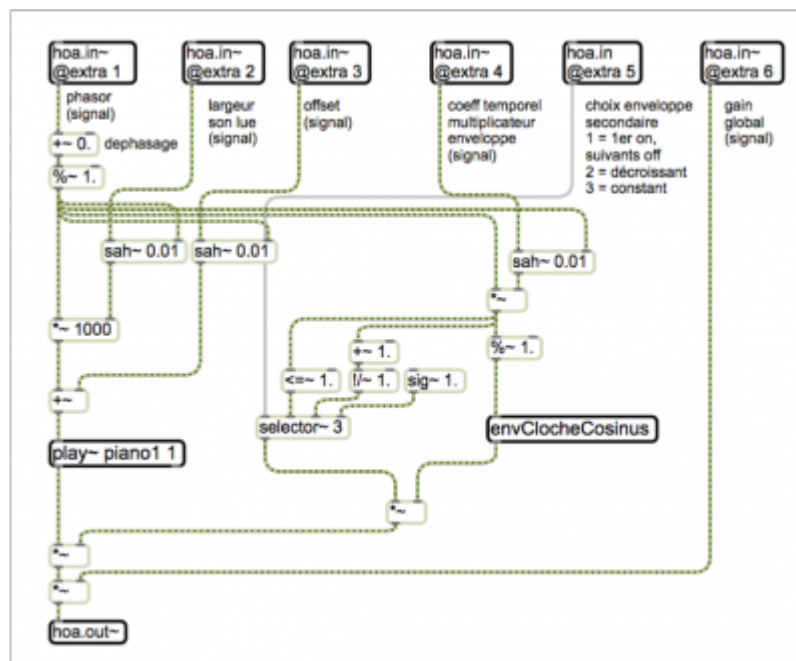 hoa.in~
@extra 1
hoa.in~
@extra 2
hoa.in~
@extra 3
hoa.in~
@extra 4
hoa.in
@extra 5
hoa.in~
@extra 6
phasor
(signal)
largeur
son lue
(signal)
offset
(signal)
coeff temporel
multiplicateur
enveloppe
(signal)
choix enveloppe
secondaire
1 = 1er on,
suivants off
2 = décroissant
3 = constant
gain
global
(signal)
+~ 0.
dephasage
%~ 1.
sah~ 0.01
sah~ 0.01
sah~ 0.01
*~
*~ 1000
+~ 1.
%~ 1.
<=~ 1.
!/~ 1.
sig~ 1.
+~
selector~ 3
envClocheCosinus
play~ piano1 1
*~
*~
*~
hoa.out~